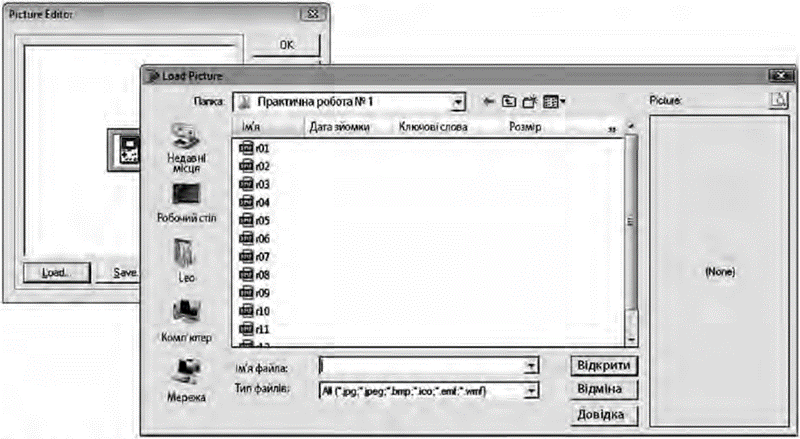 Picture Editor
OK
Load...
Save.
Load Picture
Папка:
Практична робота № 1
Picture:
Ім'я
Дата зйомки
Ключові слова
Розмір
»
Недавні
місця
Робочий стіл
Leo
Комп'ютер
Мережа
r01
r02
r03
r04
r05
r06
r07
r08
r09
r10
r11
(None)
Ім'я файла:
Тип файлів:
All (*.jpg;*.jpeg;*.bmp;*.ico;*.emf;*.wmf)
Відкрити
Відміна
Довідка